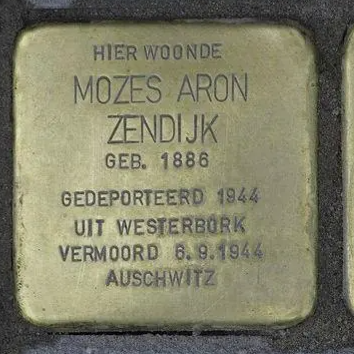 HIER WOONDE
MOZES ARON
ZENDIJK
GEB. 1886
GEDEPORTEERD 1944
UIT WESTERBORK
VERMOORD 6.9.1944
AUSCHWITZ